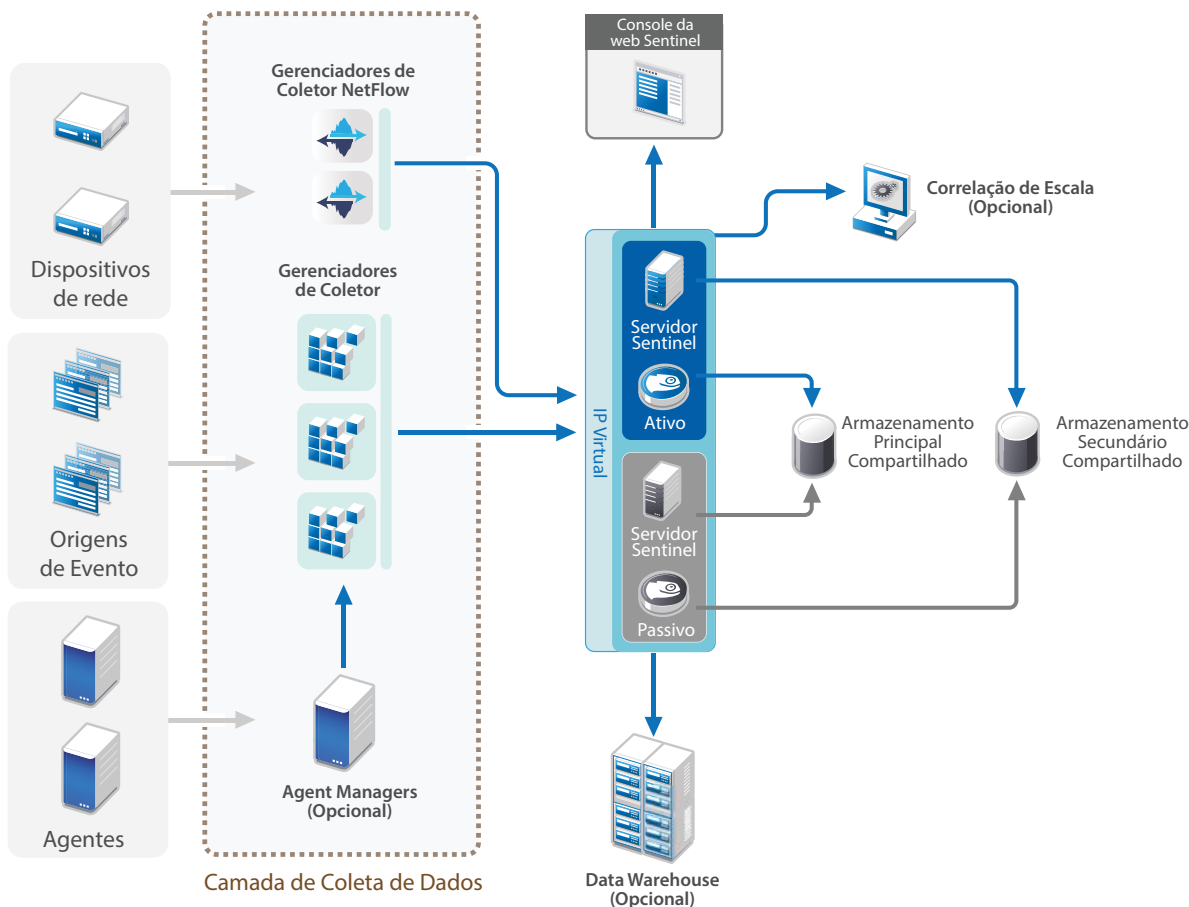 Console da
web Sentinel
Gerenciadores de
Coletor NetFlow
Dispositivos
de rede
Correlação de Escala
(Opcional)
Gerenciadores
de Coletor
Origens
de Evento
IP Virtual
Servidor
Sentinel
Ativo
Servidor
Sentinel
Passivo
Armazenamento
Principal
Compartilhado
Armazenamento
Secundário
Compartilhado
Agentes
Agent Managers
(Opcional)
Camada de Coleta de Dados
Data Warehouse
(Opcional)